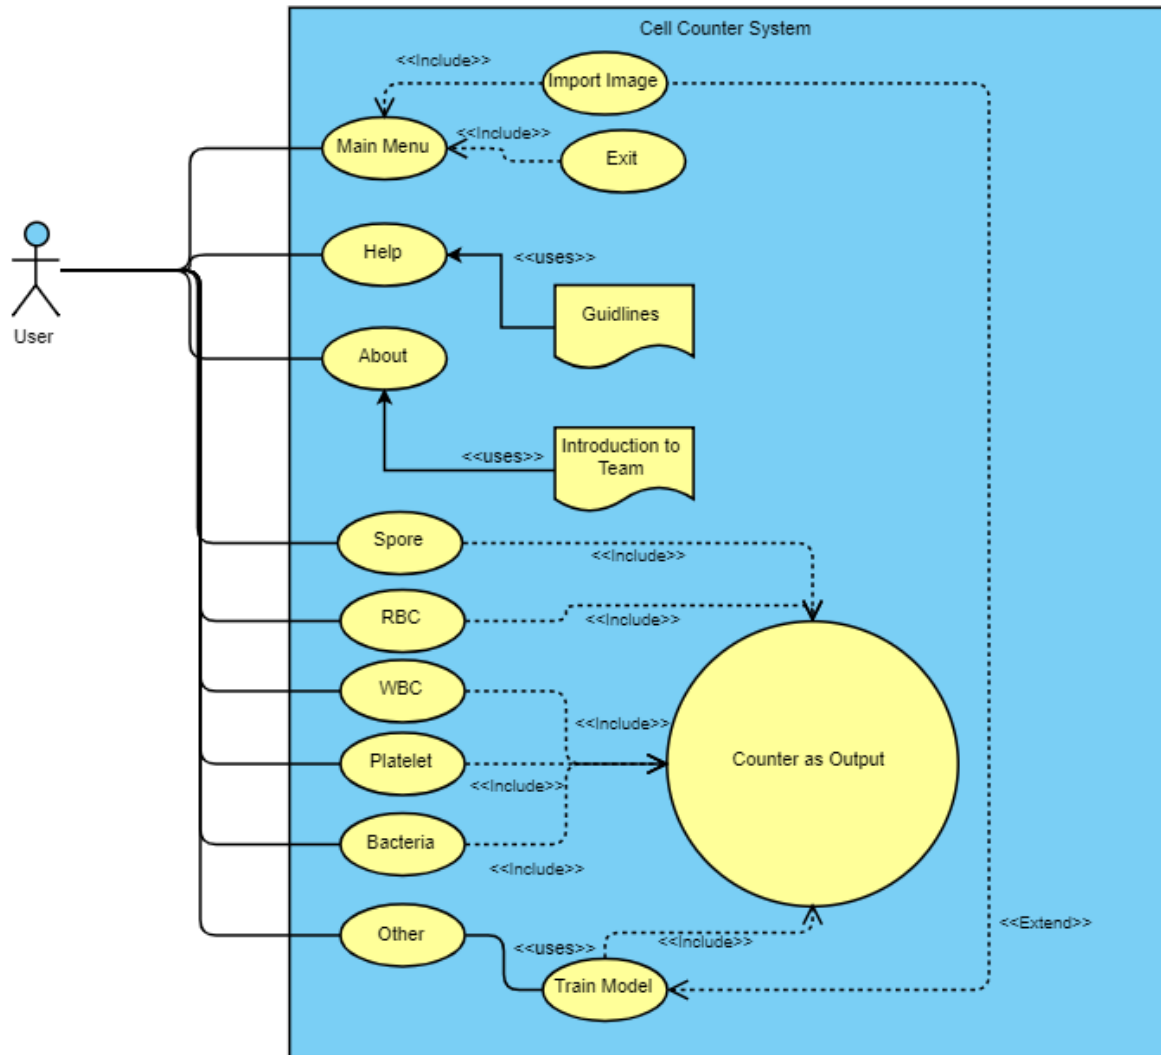 Cell Counter System
<<Include>>
Import Image
Main Menu
<<Include>>
Exit
User
Help
<<uses>>
Guidlines
About
<<uses>>
Introduction to
Team
Spore
<<Include>>
RBC
<<Include>>
WBC
<<Include>>
Platelet
<<Include>>
Counter as Output
Bacteria
<<Include>>
Other
<<uses>>
<<Include>>
<<Extend>>
Train Model